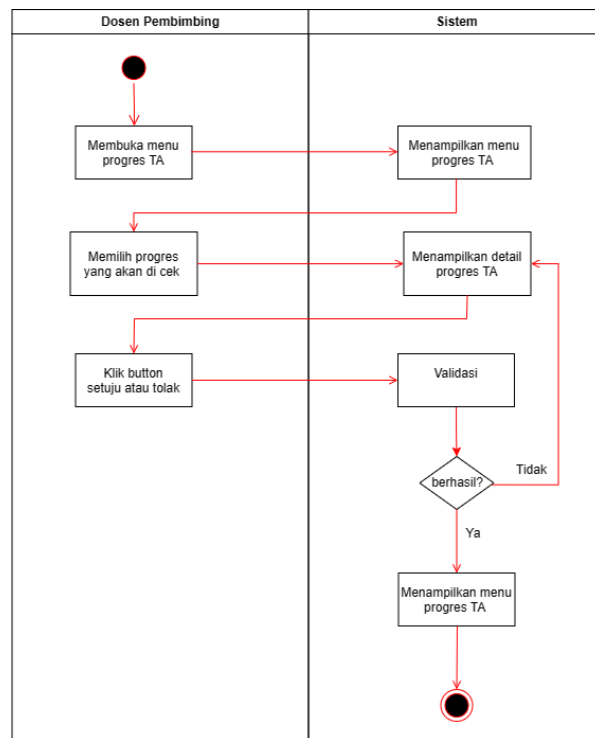 Dosen Pembimbing
Sistem
Membuka menu
progres TA
Menampilkan menu
progres TA
Memilih progres
yang akan di cek
Menampilkan detail
progres TA
Klik button
setuju atau tolak
Validasi
berhasil?
Tidak
Ya
Menampilkan menu
progres TA